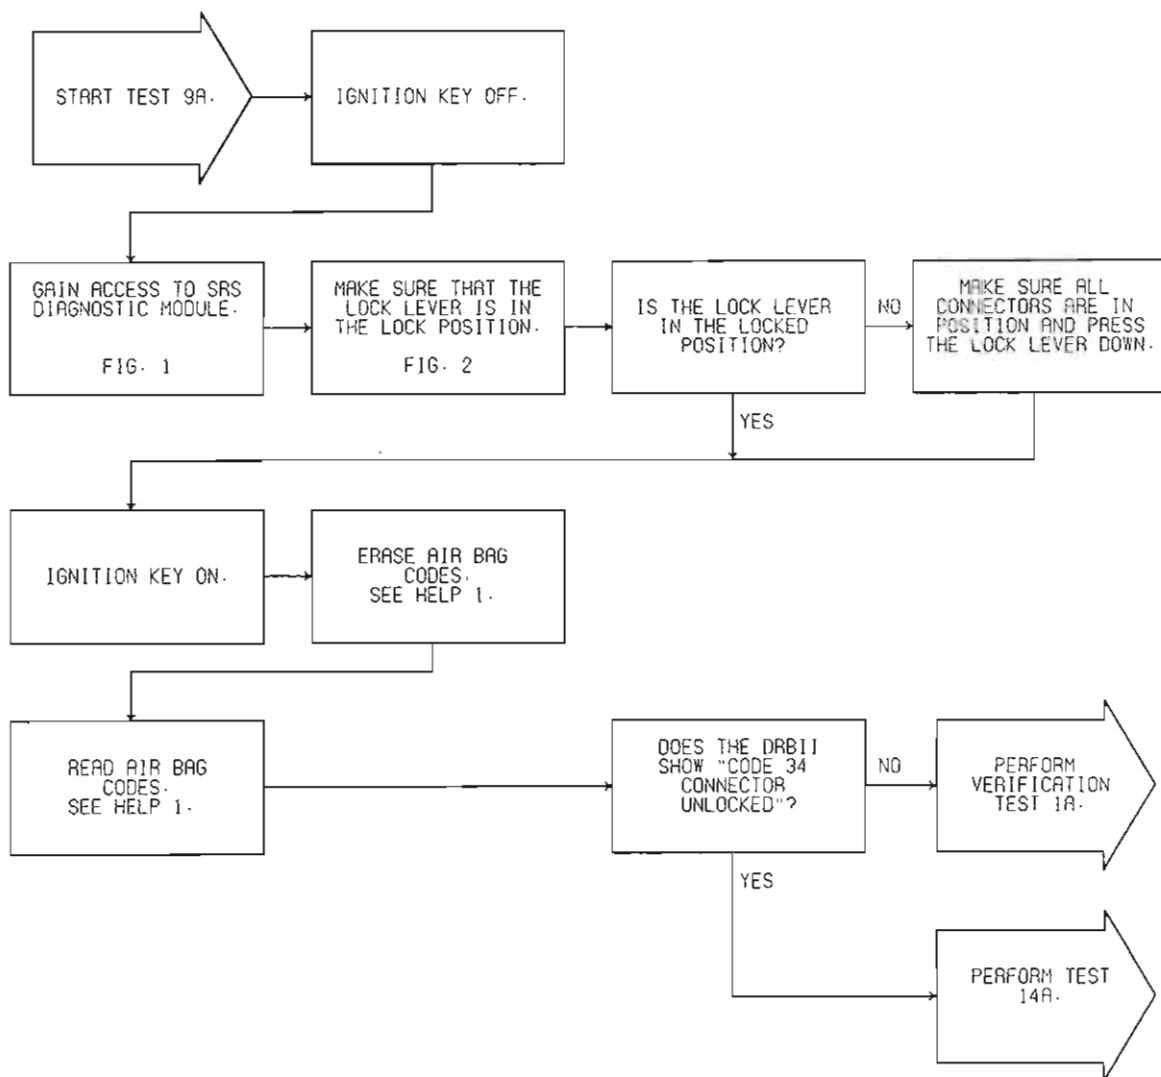 START TEST 9A.
IGNITION KEY OFF.
GAIN ACCESS TO SRS
DIAGNOSTIC MODULE.
FIG. 1
MAKE SURE THAT THE
LOCK LEVER IS IN
THE LOCK POSITION.
FIG. 2
IS THE LOCK LEVER
IN THE LOCKED
POSITION?
NO
MAKE SURE ALL
CONNECTORS ARE IN
POSITION AND PRESS
THE LOCK LEVER DOWN.
YES
IGNITION KEY ON.
ERASE AIR BAG
CODES.
SEE HELP 1.
READ AIR BAG
CODES.
SEE HELP 1.
DOES THE DRBII
SHOW "CODE 34
CONNECTOR
UNLOCKED"?
NO
PERFORM
VERIFICATION
TEST 1A.
YES
PERFORM TEST
14A.